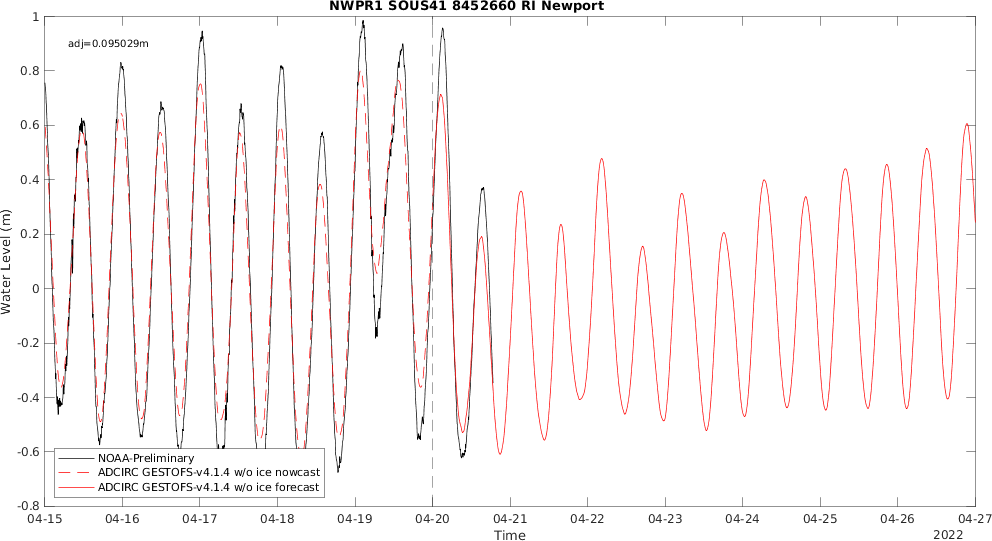 NWPR1 SOUS41 8452660 RI Newport
adj=0.095029m
1
0.8
0.6
0.4
0.2
0
-0.2
-0.4
-0.6
-0.8
Water Level (m)
NOAA-Preliminary
ADCIRC GESTOFS-v4.1.4 w/o ice nowcast
ADCIRC GESTOFS-v4.1.4 w/o ice forecast
04-15 04-16 04-17 04-18 04-19 04-20 04-21 04-22 04-23 04-24 04-25 04-26 04-27
Time
2022